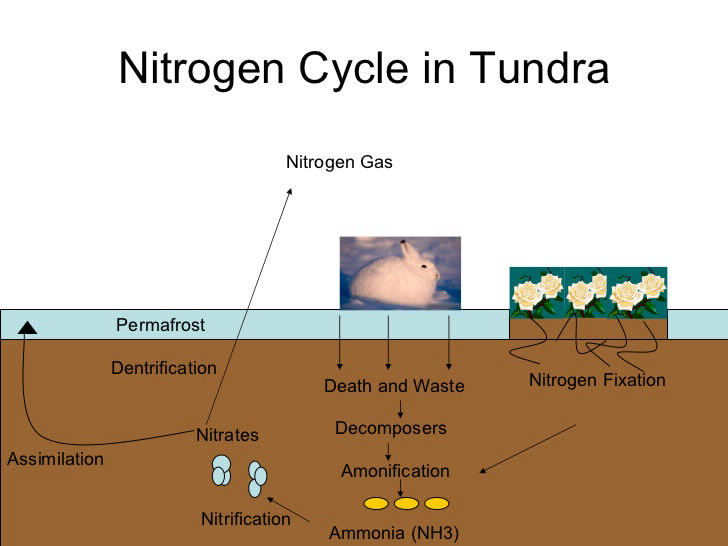 Nitrogen Cycle in Tundra
Nitrogen Gas
Permafrost
Dentrification
Death and Waste
Nitrogen Fixation
Nitrates
Decomposers
Assimilation
Amonification
Nitrification
Ammonia (NH3)